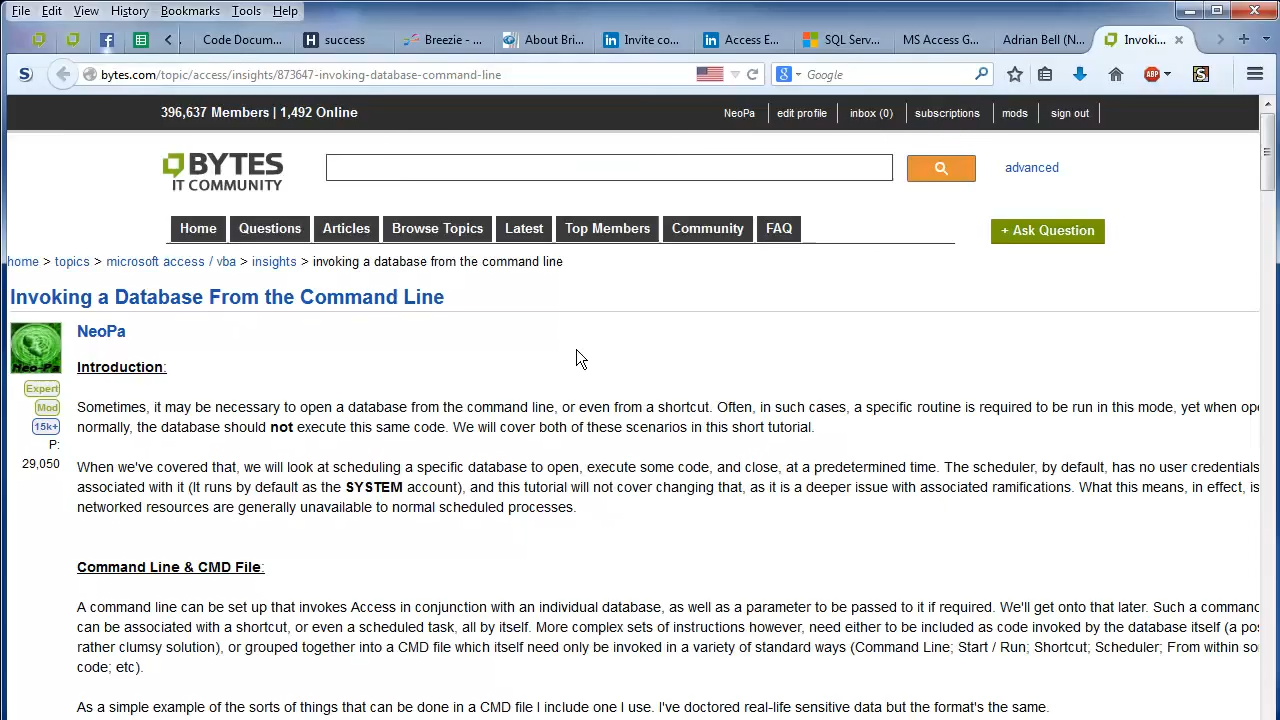 File Edit View History Bookmarks Tools Help
Code Docum... success Breezie - ... About Bri... Invite co... Access E... SQL Serv... MS Access G... Adrian Bell (N... Invoki...
bytes.com/topic/access/insights/873647-invoking-database-command-line Google
396,637 Members | 1,492 Online NeoPa edit profile inbox (0) subscriptions mods sign out
BYTES
IT COMMUNITY
advanced
Home Questions Articles Browse Topics Latest Top Members Community FAQ + Ask Question
home > topics > microsoft access / vba > insights > invoking a database from the command line
Invoking a Database From the Command Line
NeoPa
Neo-Pa
Expert
Mod
15k+
P:
29,050
Introduction:
Sometimes, it may be necessary to open a database from the command line, or even from a shortcut. Often, in such cases, a specific routine is required to be run in this mode, yet when ope
normally, the database should not execute this same code. We will cover both of these scenarios in this short tutorial.
When we've covered that, we will look at scheduling a specific database to open, execute some code, and close, at a predetermined time. The scheduler, by default, has no user credentials
associated with it (It runs by default as the SYSTEM account), and this tutorial will not cover changing that, as it is a deeper issue with associated ramifications. What this means, in effect, is
networked resources are generally unavailable to normal scheduled processes.
Command Line & CMD File:
A command line can be set up that invokes Access in conjunction with an individual database, as well as a parameter to be passed to it if required. We'll get onto that later. Such a command
can be associated with a shortcut, or even a scheduled task, all by itself. More complex sets of instructions however, need either to be included as code invoked by the database itself (a pos
rather clumsy solution), or grouped together into a CMD file which itself need only be invoked in a variety of standard ways (Command Line; Start / Run; Shortcut; Scheduler; From within so
code; etc).
As a simple example of the sorts of things that can be done in a CMD file I include one I use. I've doctored real-life sensitive data but the format's the same.